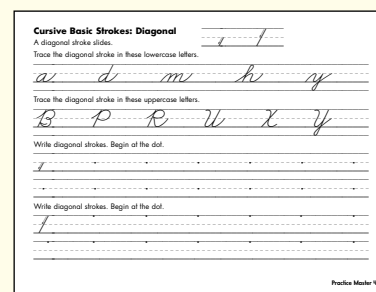 Cursive Basic Strokes: Diagonal
A diagonal stroke slides.
Trace the diagonal stroke in these lowercase letters.
a d m h y
Trace the diagonal stroke in these uppercase letters.
B P R U X Y
Write diagonal strokes. Begin at the dot.
Write diagonal strokes. Begin at the dot.
Practice Master